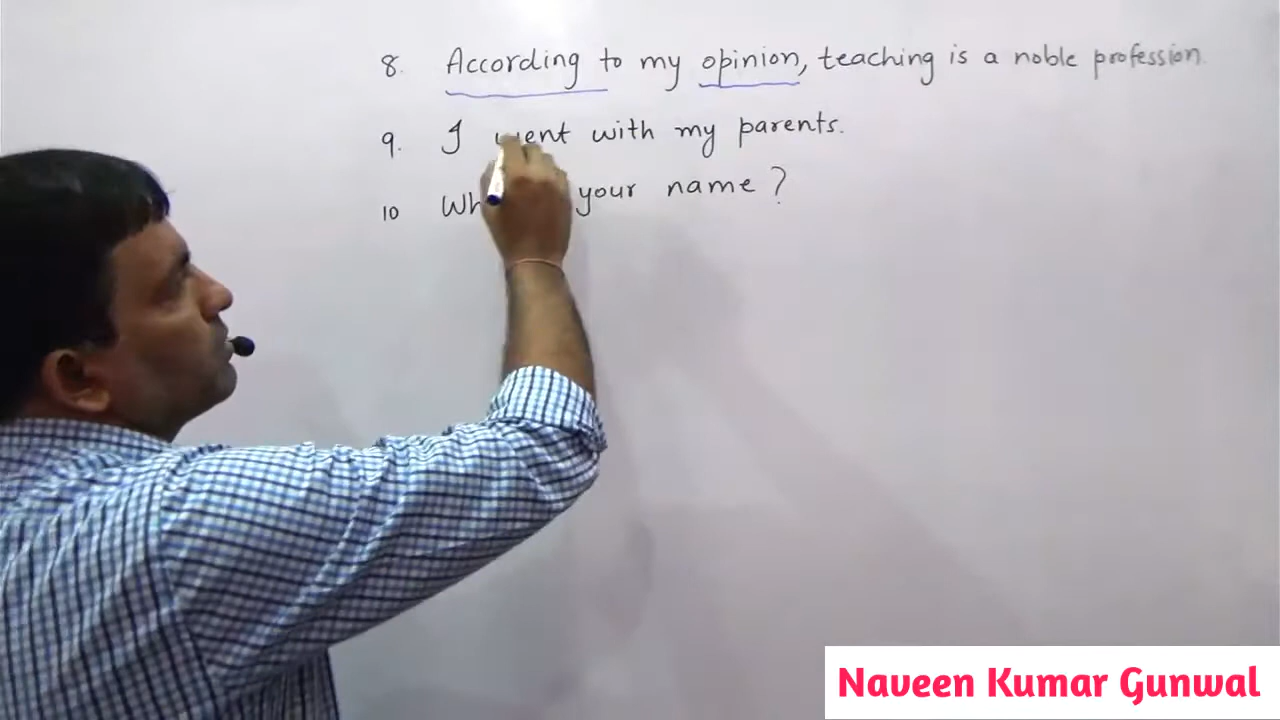 8. According to my opinion, teaching is a noble profession.
9. I went with my parents.
10 your name ?
Naveen Kumar Gunwal